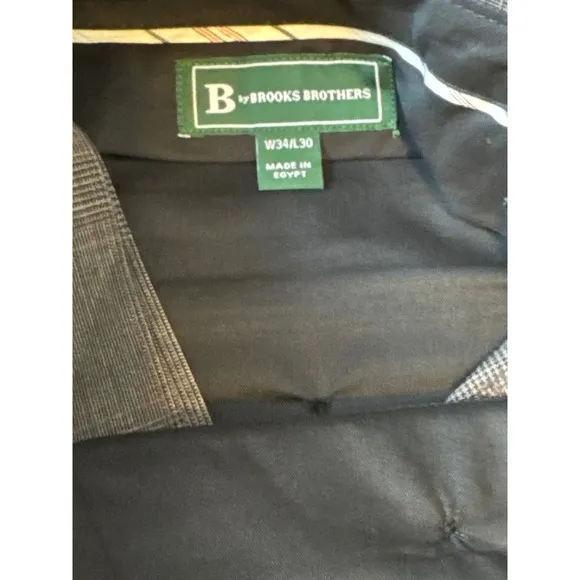 B by BROOKS BROTHERS
W34/L30
MADE IN
EGYPT